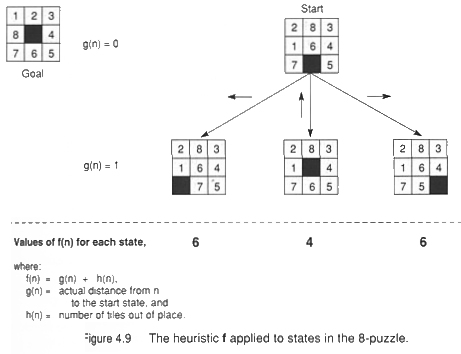 Start
1 2 3
8 4
7 6 5
Goal
g(n) = 0
2 8 3
1 6 4
7 5
g(n) = 1
2 8 3
1 6 4
7 5
2 8 3
1 4
7 6 5
2 8 3
1 6 4
7 5
Values of f(n) for each state,
6 4 6
where:
f(n) = g(n) + h(n),
g(n) = actual distance from n
to the start state, and
h(n) = number of tiles out of place.
Figure 4.9 The heuristic f applied to states in the 8-puzzle.